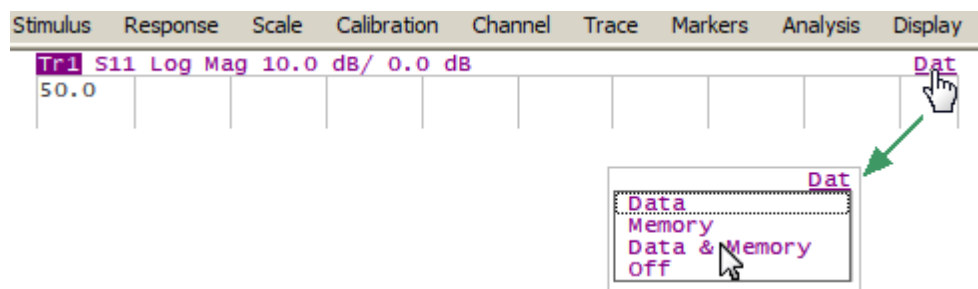 Stimulus Response Scale Calibration Channel Trace Markers Analysis Display
Tr1 S11 Log Mag 10.0 dB/ 0.0 dB Dat
50.0
Dat
Data
Memory
Data & Memory
Off